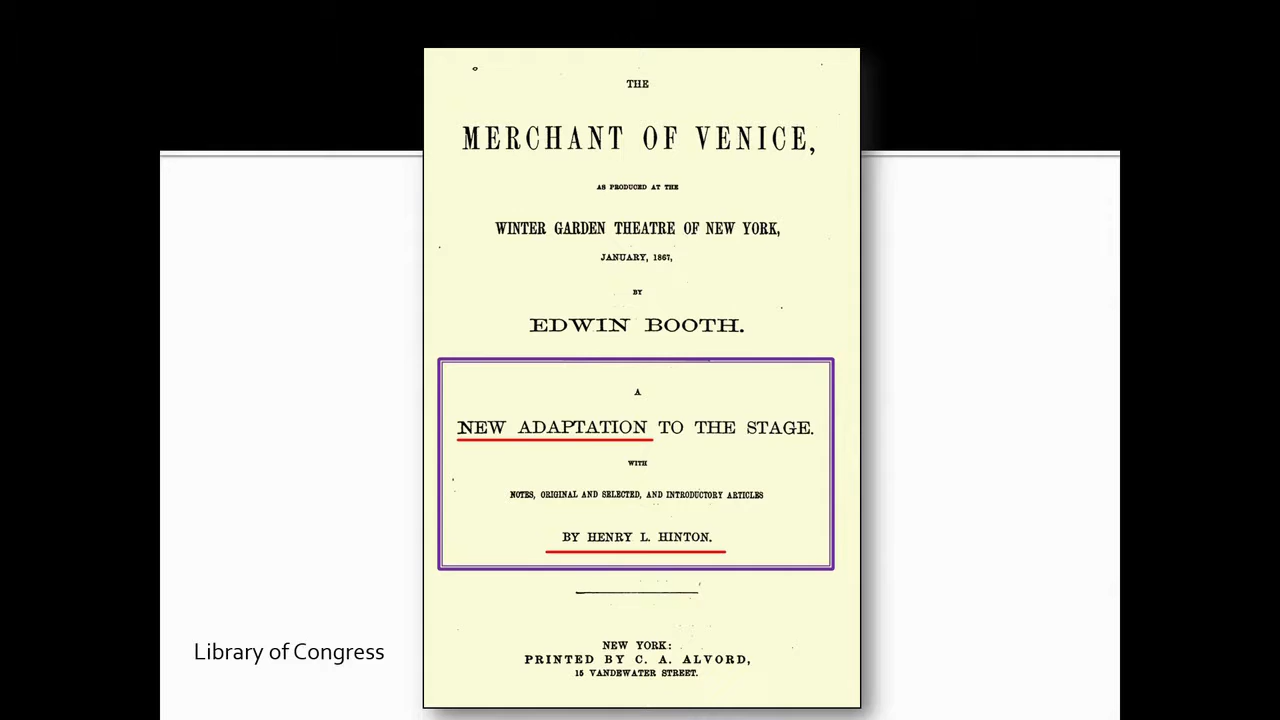 THE
MERCHANT OF VENICE,
AS PRODUCED AT THE
WINTER GARDEN THEATRE OF NEW YORK,
JANUARY, 1867,
BY
EDWIN BOOTH.
A
NEW ADAPTATION TO THE STAGE.
WITH
NOTES, ORIGINAL AND SELECTED, AND INTRODUCTORY ARTICLES
BY HENRY L. HINTON.
NEW YORK:
PRINTED BY C. A. ALVORD,
15 VANDEWATER STREET.
Library of Congress